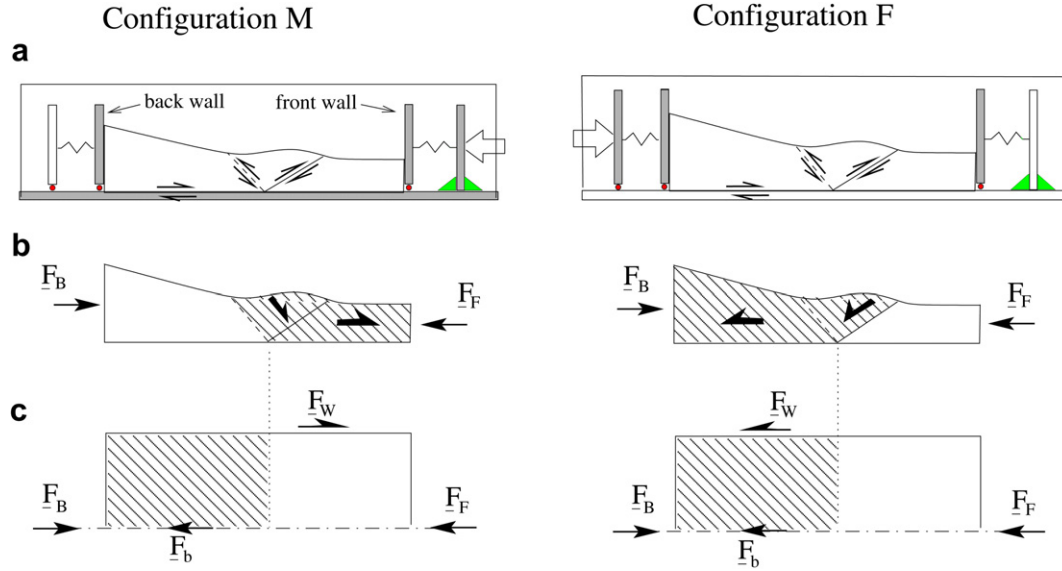 Configuration M
Configuration F
a
back wall
front wall
b
F_B
F_F
F_B
F_F
c
F_W
F_W
F_B
F_F
F_B
F_F
F_b
F_b